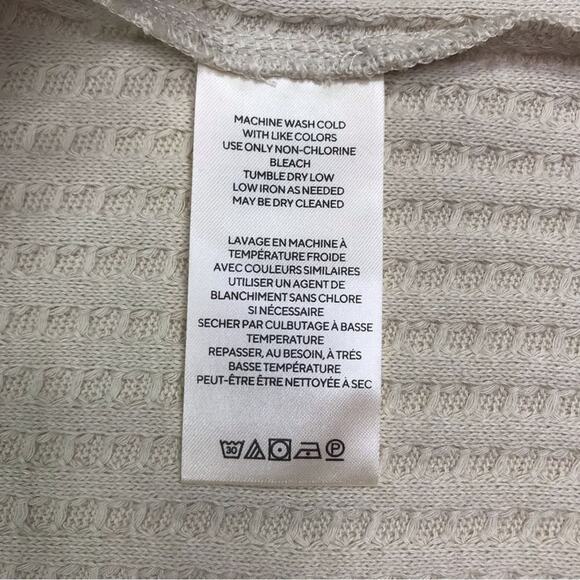 MACHINE WASH COLD
WITH LIKE COLORS
USE ONLY NON-CHLORINE
BLEACH
TUMBLE DRY LOW
LOW IRON AS NEEDED
MAY BE DRY CLEANED
LAVAGE EN MACHINE À
TEMPÉRATURE FROIDE
AVEC COULEURS SIMILAIRES
UTILISER UN AGENT DE
BLANCHIMENT SANS CHLORE
SI NÉCESSAIRE
SECHER PAR CULBUTAGE À BASSE
TEMPERATURE
REPASSER, AU BESOIN, À TRÉS
BASSE TEMPÉRATURE
PEUT-ÊTRE ÊTRE NETTOYÉE À SEC
30 P